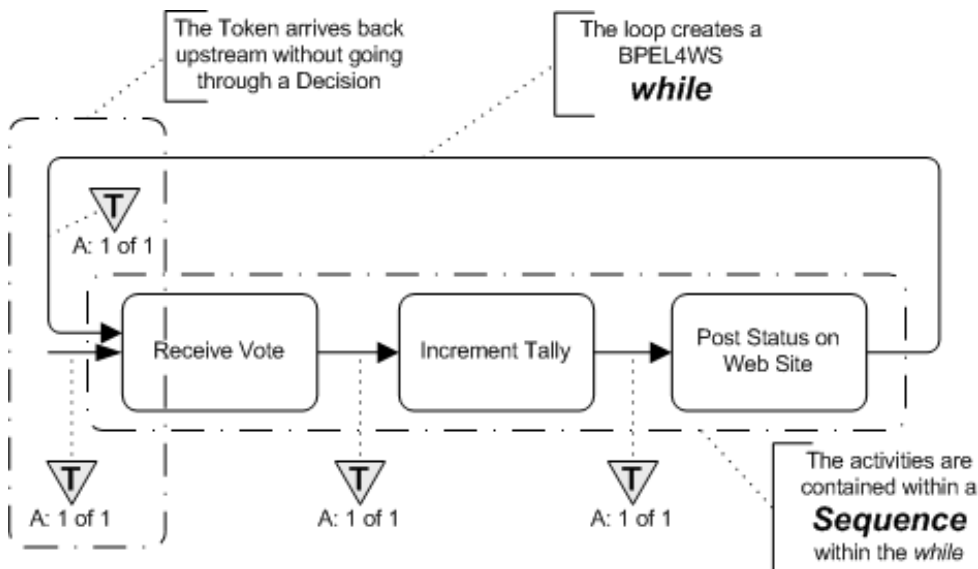 The Token arrives back
upstream without going
through a Decision
The loop creates a
BPEL4WS
while
T
A: 1 of 1
Receive Vote
Increment Tally
Post Status on
Web Site
T
A: 1 of 1
T
A: 1 of 1
T
A: 1 of 1
The activities are
contained within a
Sequence
within the while